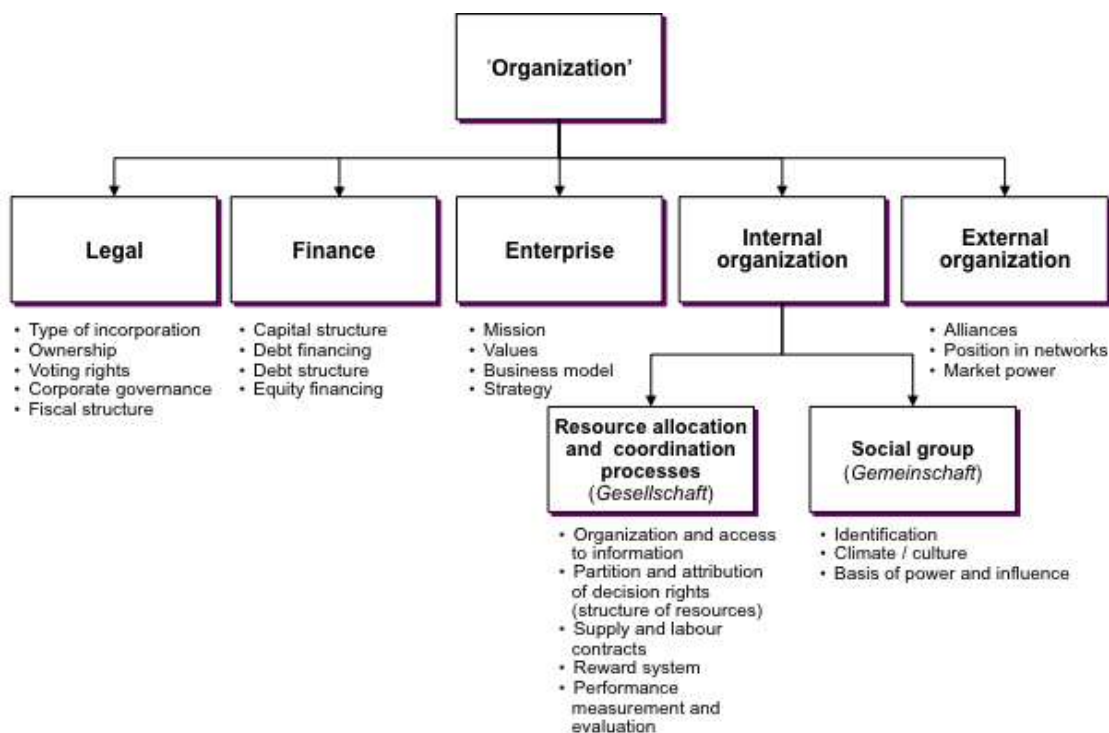 'Organization'
Legal
Finance
Enterprise
Internal
organization
External
organization
• Type of incorporation
• Ownership
• Voting rights
• Corporate governance
• Fiscal structure
• Capital structure
• Debt financing
• Debt structure
• Equity financing
• Mission
• Values
• Business model
• Strategy
• Alliances
• Position in networks
• Market power
Resource allocation
and coordination
processes
(Gesellschaft)
Social group
(Gemeinschaft)
• Organization and access
to information
• Partition and attribution
of decision rights
(structure of resources)
• Supply and labour
contracts
• Reward system
• Performance
measurement and
evaluation
• Identification
• Climate / culture
• Basis of power and influence